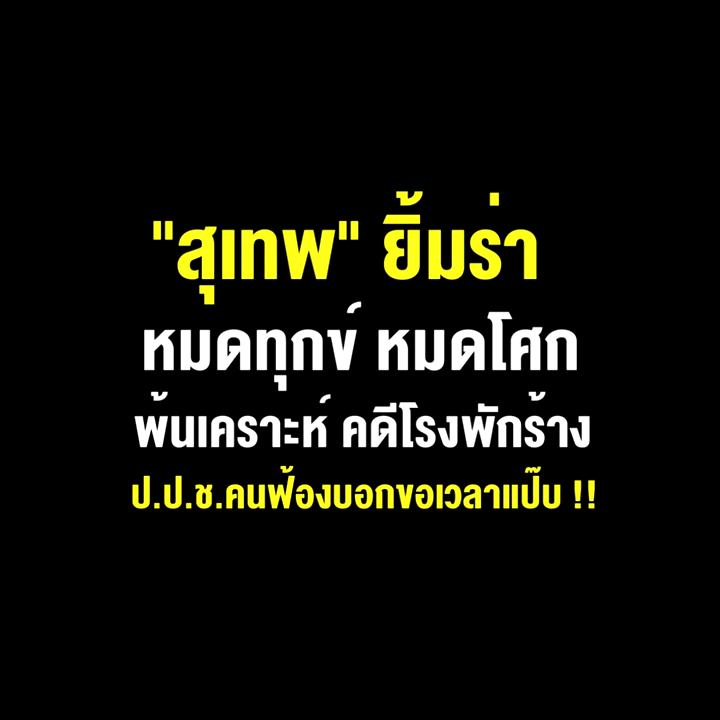 "สุเทพ" ยิ้มร่า
หมดทุกข์ หมดโศก
พ้นเคราะห์ คดีโรงพักร้าง
ป.ป.ช.คนฟ้องบอกขอเวลาแป๊บ !!